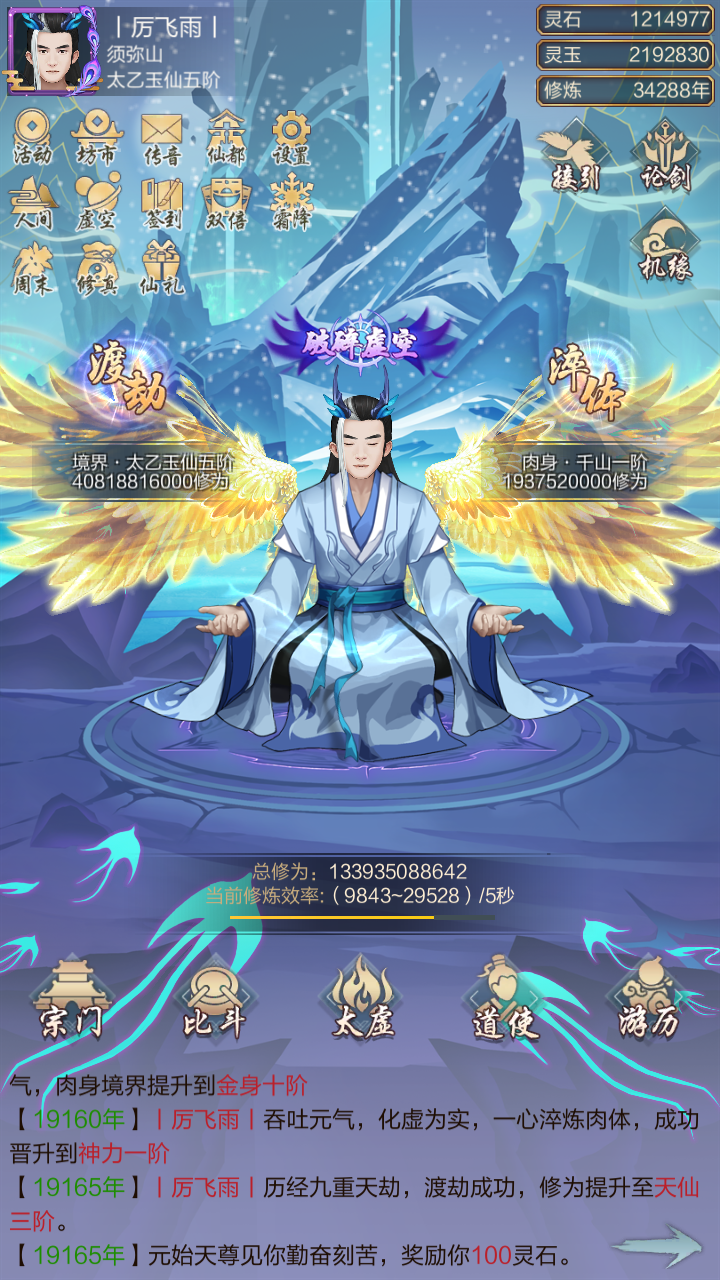 丨厉飞雨丨
须弥山
太乙玉仙五阶
灵石 1214977
灵玉 2192830
修炼 34288年
活动 坊市 传音 仙都 设置
人间 虚空 签到 双倍 霜降
周末 修真 仙礼
接引 论剑
机缘
破碎虚空
渡劫
淬体
境界·太乙玉仙五阶
40818816000修为
肉身·千山一阶
1937520000修为
总修为：133935088642
当前修炼效率:（9843~29528）/5秒
宗门 比斗 太虚 道使 游历
气，肉身境界提升到金身十阶
【19160年】丨厉飞雨丨吞吐元气，化虚为实，一心淬炼肉体，成功
晋升到神力一阶
【19165年】丨厉飞雨丨历经九重天劫，渡劫成功，修为提升至天仙
三阶。
【19165年】元始天尊见你勤奋刻苦，奖励你100灵石。